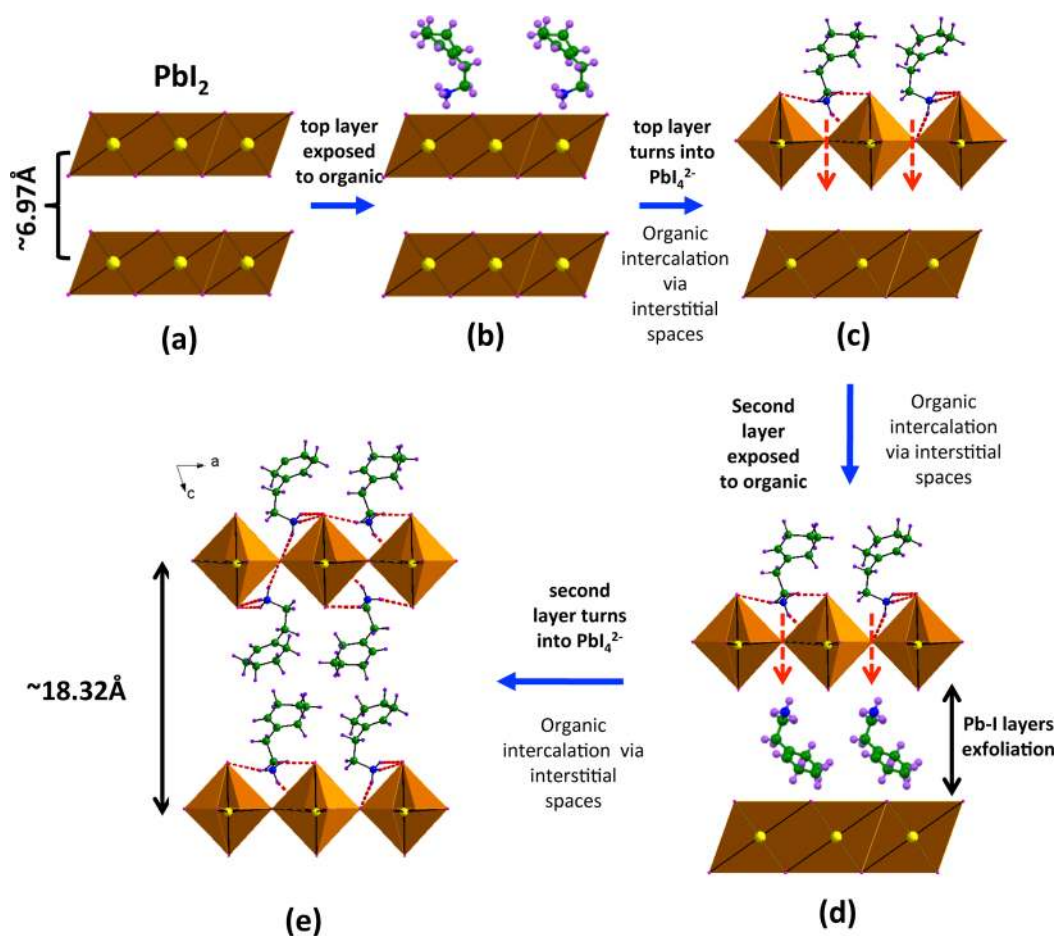 PbI2
~6.97Å
(a)
top layer
exposed
to organic
(b)
top layer
turns into
PbI4 2-
Organic
intercalation
via
interstitial
spaces
(c)
Second
layer
exposed
to organic
Organic
intercalation
via interstitial
spaces
Pb-I layers
exfoliation
(d)
second
layer turns
into PbI4 2-
Organic
intercalation via
interstitial
spaces
a
c
~18.32Å
(e)